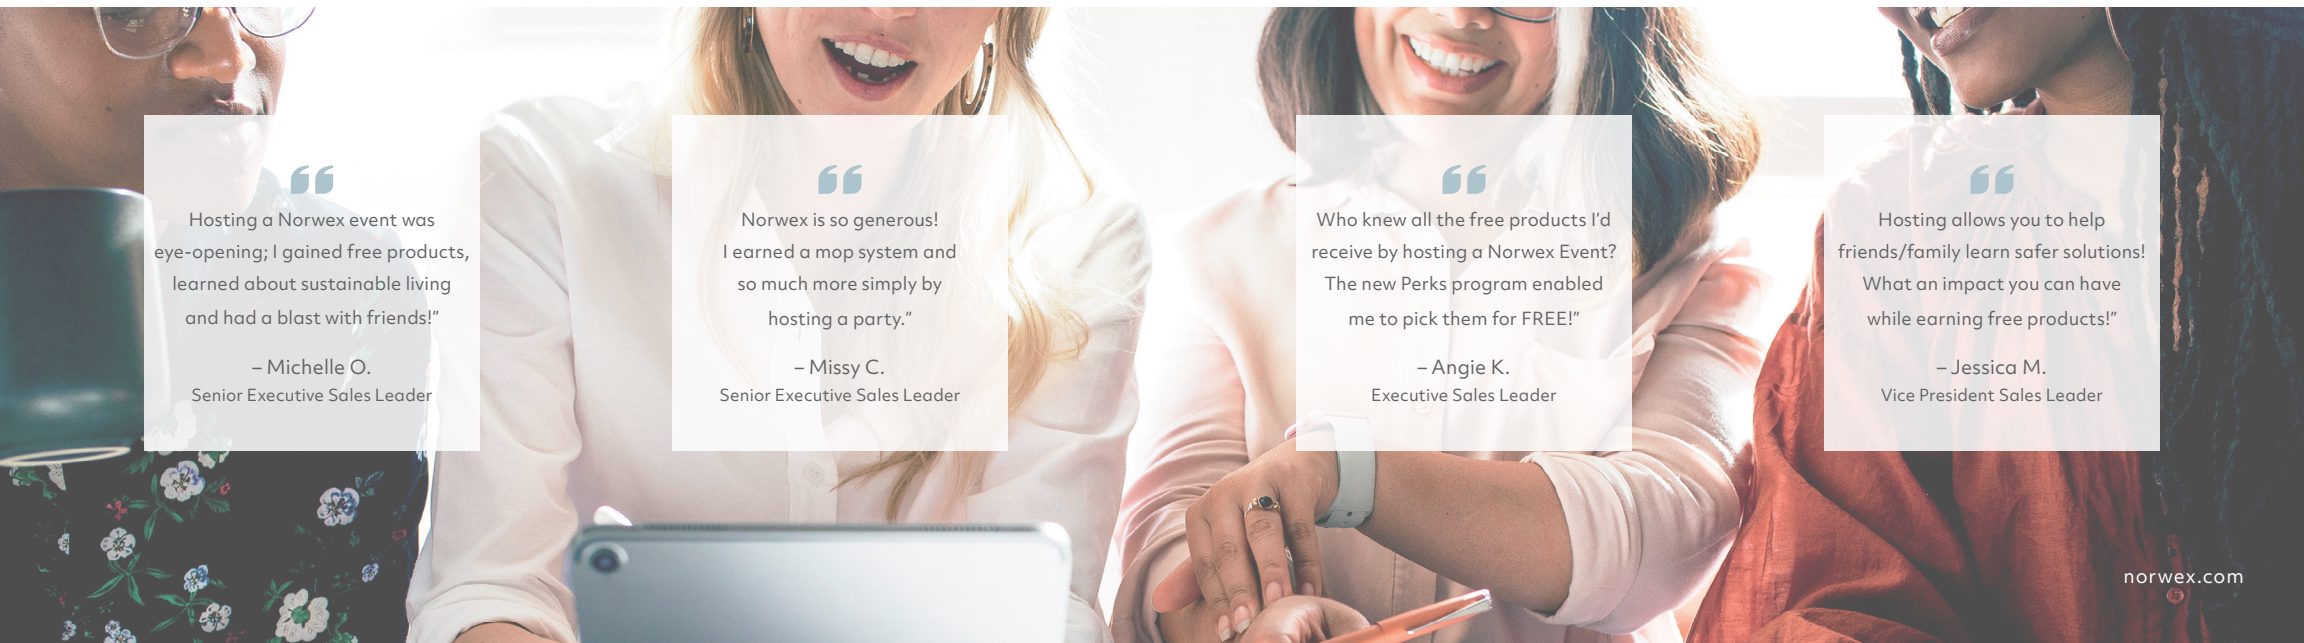 “
Hosting a Norwex event was
eye-opening; I gained free products,
learned about sustainable living
and had a blast with friends!”
– Michelle O.
Senior Executive Sales Leader
“
Norwex is so generous!
I earned a mop system and
so much more simply by
hosting a party.”
– Missy C.
Senior Executive Sales Leader
“
Who knew all the free products I’d
receive by hosting a Norwex Event?
The new Perks program enabled
me to pick them for FREE!”
– Angie K.
Executive Sales Leader
“
Hosting allows you to help
friends/family learn safer solutions!
What an impact you can have
while earning free products!”
– Jessica M.
Vice President Sales Leader
norwex.com